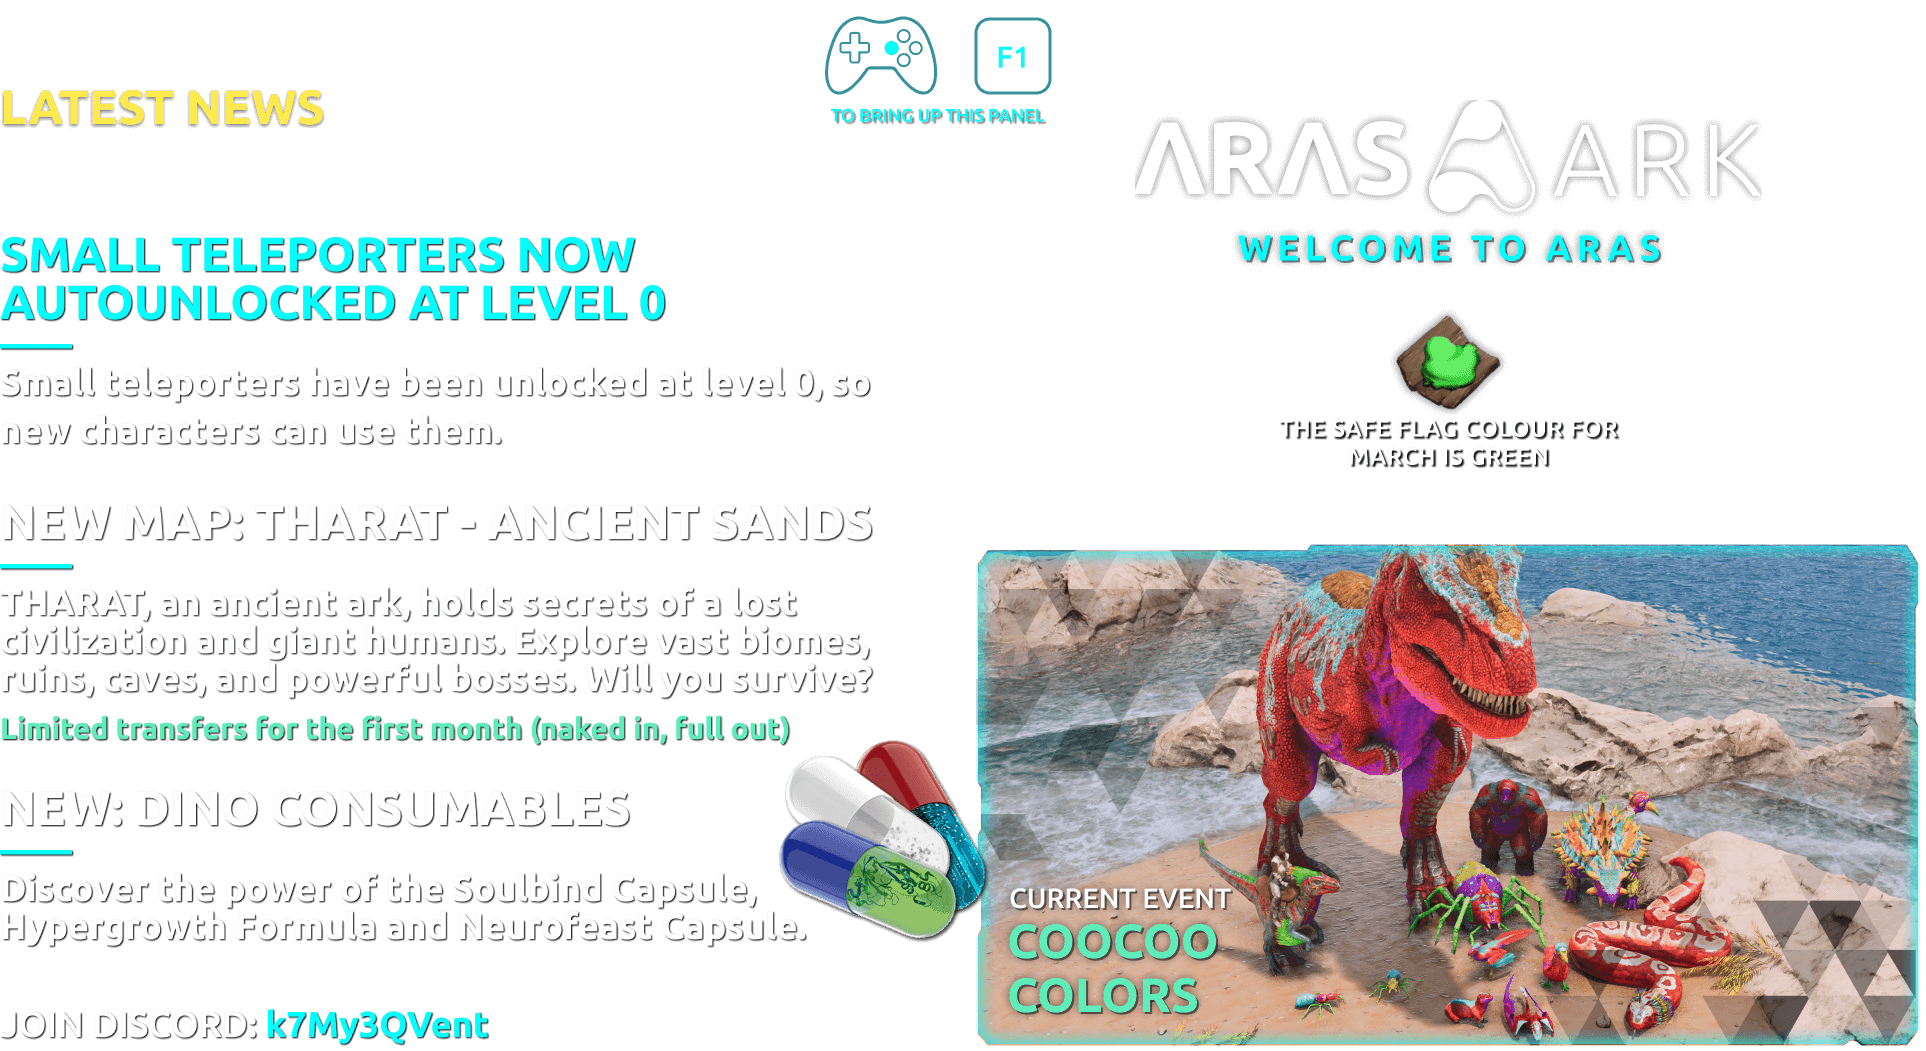 F1
TO BRING UP THIS PANEL
LATEST NEWS
SMALL TELEPORTERS NOW
AUTOUNLOCKED AT LEVEL 0
Small teleporters have been unlocked at level 0, so
new characters can use them.
NEW MAP: THARAT - ANCIENT SANDS
THARAT, an ancient ark, holds secrets of a lost
civilization and giant humans. Explore vast biomes,
ruins, caves, and powerful bosses. Will you survive?
Limited transfers for the first month (naked in, full out)
NEW: DINO CONSUMABLES
Discover the power of the Soulbind Capsule,
Hypergrowth Formula and Neurofeast Capsule.
JOIN DISCORD: k7My3QVent
ARAS ARK
WELCOME TO ARAS
THE SAFE FLAG COLOUR FOR
MARCH IS GREEN
CURRENT EVENT
COOCOO
COLORS